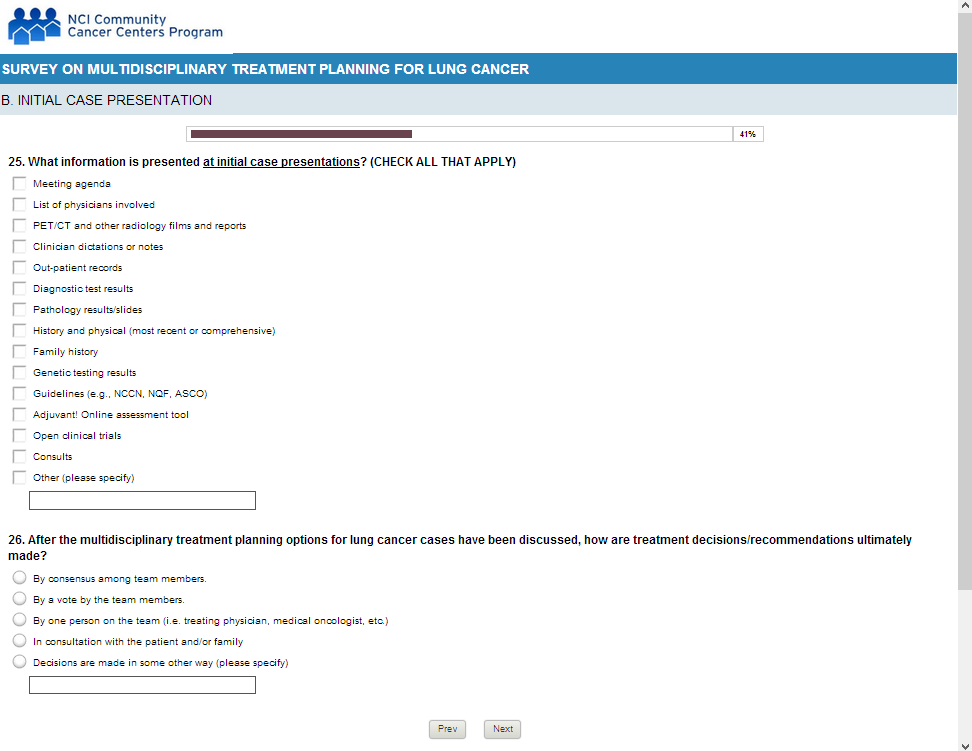 NCI Community
Cancer Centers Program
SURVEY ON MULTIDISCIPLINARY TREATMENT PLANNING FOR LUNG CANCER
B. INITIAL CASE PRESENTATION
41%
25. What information is presented at initial case presentations? (CHECK ALL THAT APPLY)
Meeting agenda
List of physicians involved
PET/CT and other radiology films and reports
Clinician dictations or notes
Out-patient records
Diagnostic test results
Pathology results/slides
History and physical (most recent or comprehensive)
Family history
Genetic testing results
Guidelines (e.g., NCCN, NQF, ASCO)
Adjuvant! Online assessment tool
Open clinical trials
Consults
Other (please specify)
26. After the multidisciplinary treatment planning options for lung cancer cases have been discussed, how are treatment decisions/recommendations ultimately
made?
By consensus among team members.
By a vote by the team members.
By one person on the team (i.e. treating physician, medical oncologist, etc.)
In consultation with the patient and/or family
Decisions are made in some other way (please specify)
Prev Next